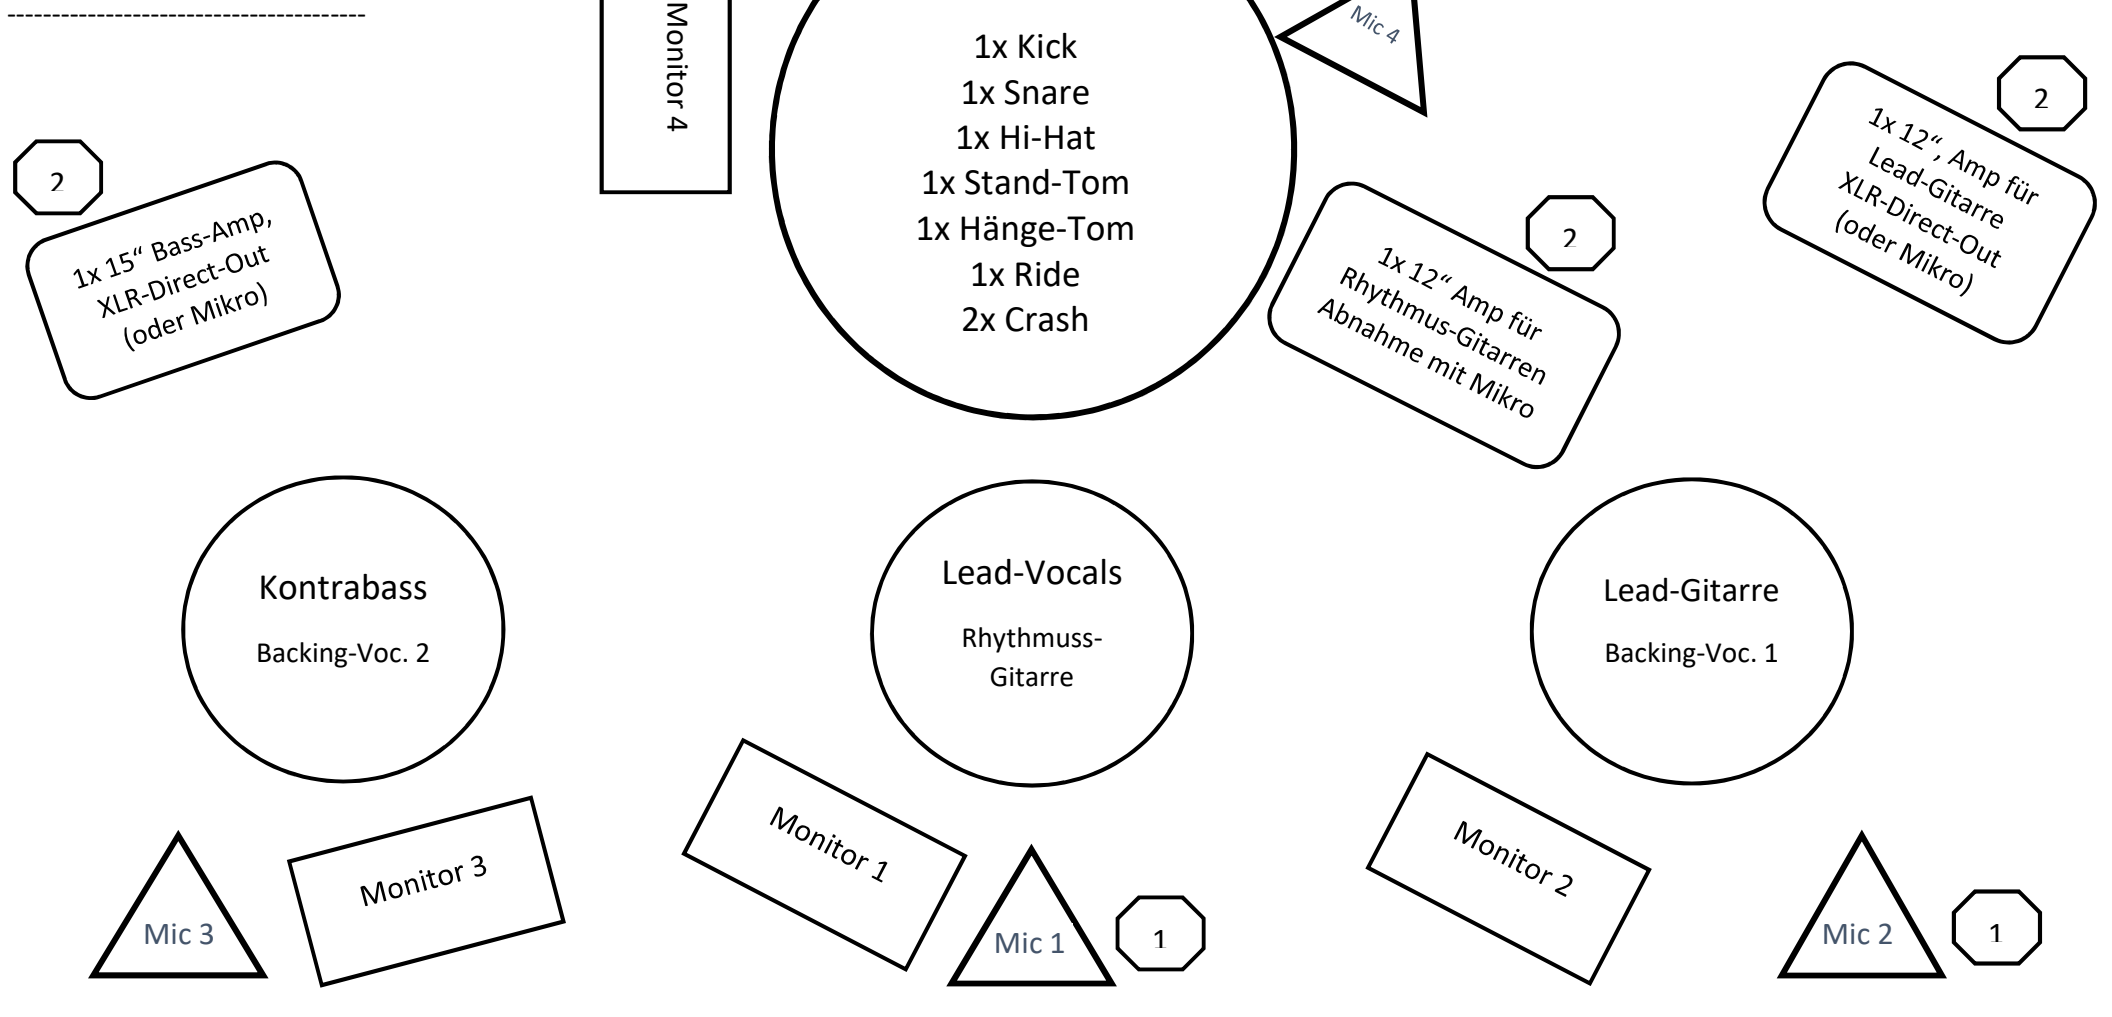 ---------------------------------------
Monitor 4
1x Kick
1x Snare
1x Hi-Hat
1x Stand-Tom
1x Hänge-Tom
1x Ride
2x Crash
Mic 4
2
1x 12“, Amp für
Lead-Gitarre
XLR-Direct-Out
(oder Mikro)
2
1x 15“ Bass-Amp,
XLR-Direct-Out
(oder Mikro)
2
1x 12“ Amp für
Rhythmus-Gitarren
Abnahme mit Mikro
Kontrabass
Backing-Voc. 2
Lead-Vocals
Rhythmuss-
Gitarre
Lead-Gitarre
Backing-Voc. 1
Mic 3
Monitor 3
Monitor 1
Mic 1
1
Monitor 2
Mic 2
1